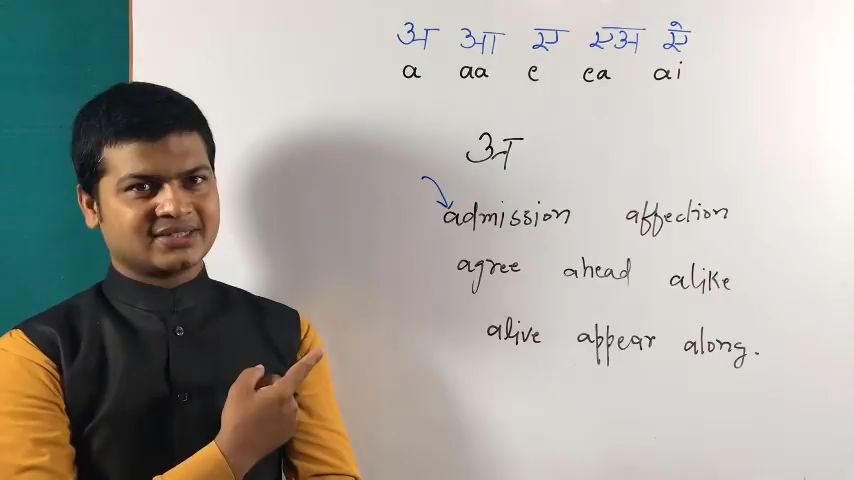 अ आ ए एअ ऐ
a aa e ea ai
अ
admission affection
agree ahead alike
alive appear along.